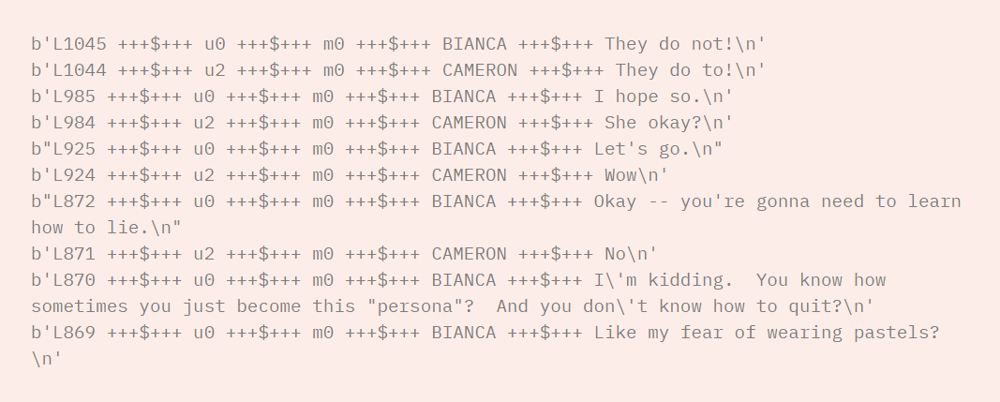 b'L1045 +++$+++ u0 +++$+++ m0 +++$+++ BIANCA +++$+++ They do not!\n'
b'L1044 +++$+++ u2 +++$+++ m0 +++$+++ CAMERON +++$+++ They do to!\n'
b'L985 +++$+++ u0 +++$+++ m0 +++$+++ BIANCA +++$+++ I hope so.\n'
b'L984 +++$+++ u2 +++$+++ m0 +++$+++ CAMERON +++$+++ She okay?\n'
b"L925 +++$+++ u0 +++$+++ m0 +++$+++ BIANCA +++$+++ Let's go.\n"
b'L924 +++$+++ u2 +++$+++ m0 +++$+++ CAMERON +++$+++ Wow\n'
b"L872 +++$+++ u0 +++$+++ m0 +++$+++ BIANCA +++$+++ Okay -- you're gonna need to learn
how to lie.\n"
b'L871 +++$+++ u2 +++$+++ m0 +++$+++ CAMERON +++$+++ No\n'
b'L870 +++$+++ u0 +++$+++ m0 +++$+++ BIANCA +++$+++ I\'m kidding.  You know how
sometimes you just become this "persona"?  And you don\'t know how to quit?\n'
b'L869 +++$+++ u0 +++$+++ m0 +++$+++ BIANCA +++$+++ Like my fear of wearing pastels?
\n'